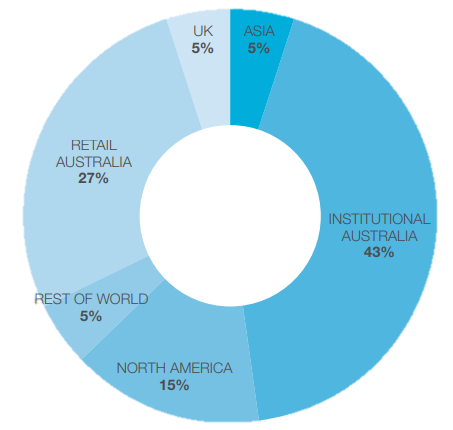 UK
5%
ASIA
5%
RETAIL
AUSTRALIA
27%
INSTITUTIONAL
AUSTRALIA
43%
REST OF WORLD
5%
NORTH AMERICA
15%